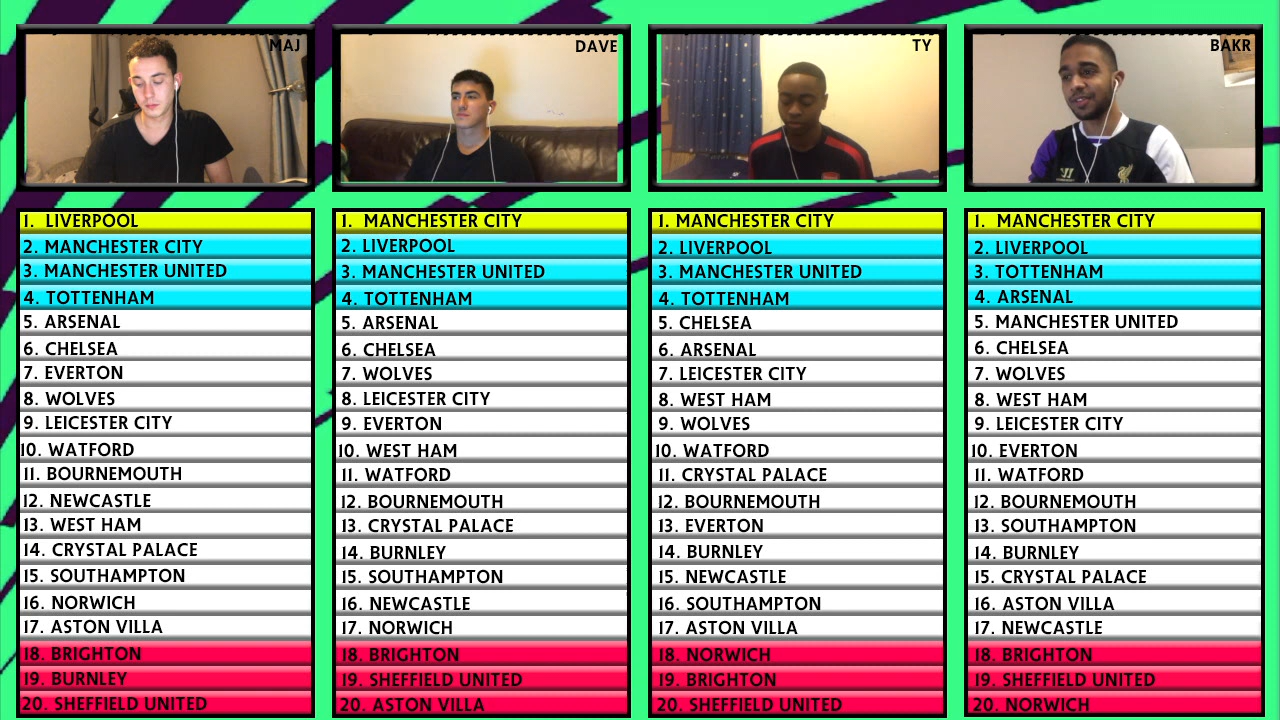 MAJ
DAVE
TY
BAKR
1. LIVERPOOL
2. MANCHESTER CITY
3. MANCHESTER UNITED
4. TOTTENHAM
5. ARSENAL
6. CHELSEA
7. EVERTON
8. WOLVES
9. LEICESTER CITY
10. WATFORD
11. BOURNEMOUTH
12. NEWCASTLE
13. WEST HAM
14. CRYSTAL PALACE
15. SOUTHAMPTON
16. NORWICH
17. ASTON VILLA
18. BRIGHTON
19. BURNLEY
20. SHEFFIELD UNITED
1. MANCHESTER CITY
2. LIVERPOOL
3. MANCHESTER UNITED
4. TOTTENHAM
5. ARSENAL
6. CHELSEA
7. WOLVES
8. LEICESTER CITY
9. EVERTON
10. WEST HAM
11. WATFORD
12. BOURNEMOUTH
13. CRYSTAL PALACE
14. BURNLEY
15. SOUTHAMPTON
16. NEWCASTLE
17. NORWICH
18. BRIGHTON
19. SHEFFIELD UNITED
20. ASTON VILLA
1. MANCHESTER CITY
2. LIVERPOOL
3. MANCHESTER UNITED
4. TOTTENHAM
5. CHELSEA
6. ARSENAL
7. LEICESTER CITY
8. WEST HAM
9. WOLVES
10. WATFORD
11. CRYSTAL PALACE
12. BOURNEMOUTH
13. EVERTON
14. BURNLEY
15. NEWCASTLE
16. SOUTHAMPTON
17. ASTON VILLA
18. NORWICH
19. BRIGHTON
20. SHEFFIELD UNITED
1. MANCHESTER CITY
2. LIVERPOOL
3. TOTTENHAM
4. ARSENAL
5. MANCHESTER UNITED
6. CHELSEA
7. WOLVES
8. WEST HAM
9. LEICESTER CITY
10. EVERTON
11. WATFORD
12. BOURNEMOUTH
13. SOUTHAMPTON
14. BURNLEY
15. CRYSTAL PALACE
16. ASTON VILLA
17. NEWCASTLE
18. BRIGHTON
19. SHEFFIELD UNITED
20. NORWICH